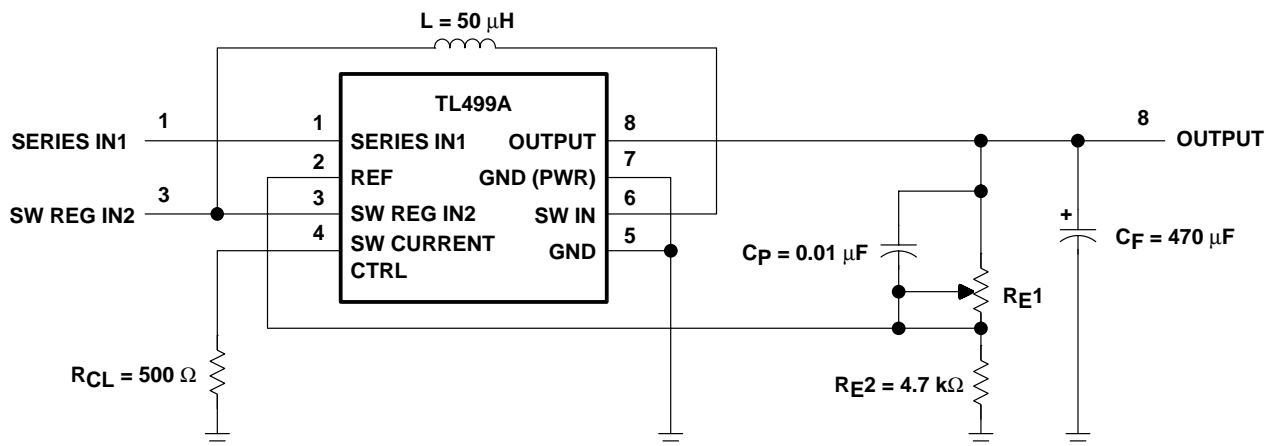 L = 50 μH
TL499A
SERIES IN1
1
1
SERIES IN1
OUTPUT
8
8
OUTPUT
2
REF
GND (PWR)
7
SW REG IN2
3
3
SW REG IN2
SW IN
6
4
SW CURRENT
CTRL
GND
5
CP = 0.01 μF
+
CF = 470 μF
RE1
RCL = 500 Ω
RE2 = 4.7 kΩ